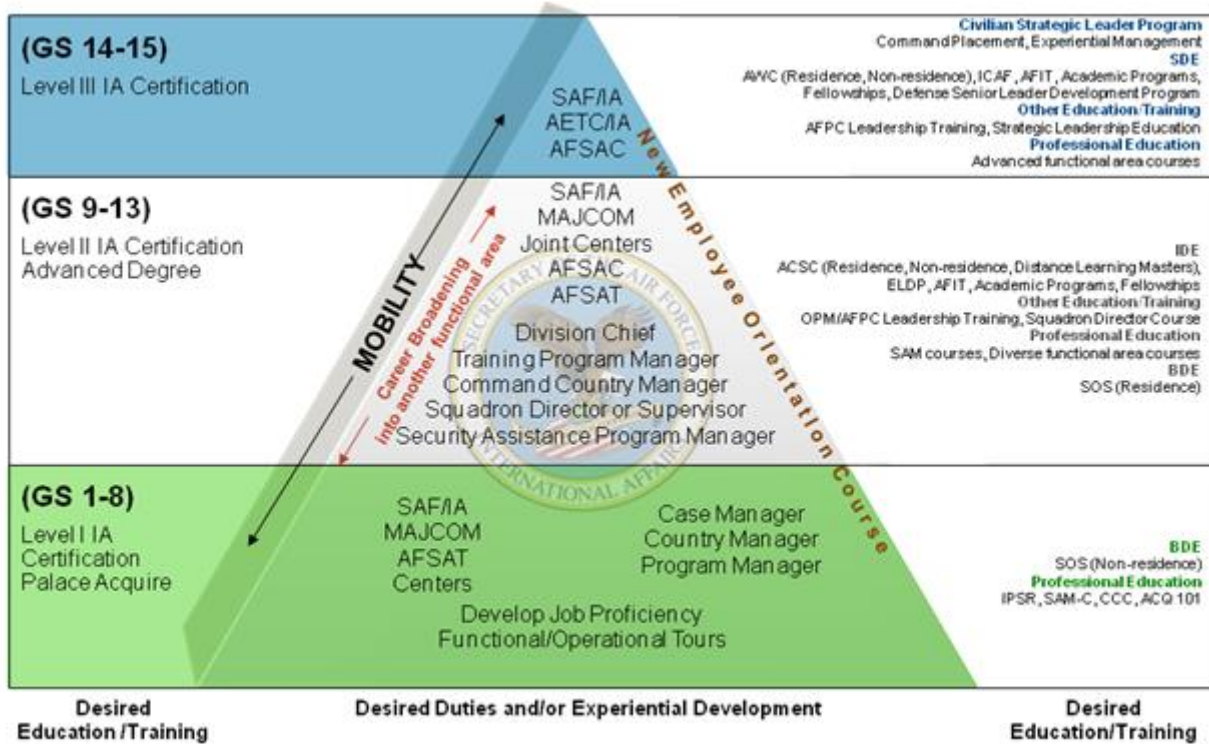 (GS 14-15)
Level III IA Certification
SAF/IA
AETC/IA
AFSAC
Civilian Strategic Leader Program
Command Placement, Experiential Management
SDE
AWC (Residence, Non-residence), ICAF, AFIT, Academic Programs,
Fellowships, Defense Senior Leader Development Program
Other Education/Training
AFPC Leadership Training, Strategic Leadership Education
Professional Education
Advanced functional area courses
(GS 9-13)
Level II IA Certification
Advanced Degree
MOBILITY
Career Broadening
into another functional area
SAF/IA
MAJCOM
Joint Centers
AFSAC
AFSAT
Division Chief
Training Program Manager
Command Country Manager
Squadron Director or Supervisor
Security Assistance Program Manager
SECRETARY OF THE AIR FORCE
INTERNATIONAL AFFAIRS
New Employee Orientation Course
IDE
ACSC (Residence, Non-residence, Distance Learning Masters),
ELDP, AFIT, Academic Programs, Fellowships
Other Education/Training
OPM/AFPC Leadership Training, Squadron Director Course
Professional Education
SAM courses, Diverse functional area courses
BDE
SOS (Residence)
(GS 1-8)
Level I IA
Certification
Palace Acquire
SAF/IA
MAJCOM
AFSAT
Centers
Case Manager
Country Manager
Program Manager
Develop Job Proficiency
Functional/Operational Tours
BDE
SOS (Non-residence)
Professional Education
IPSR, SAM-C, CCC, ACQ 101
Desired
Education /Training
Desired Duties and/or Experiential Development
Desired
Education/Training